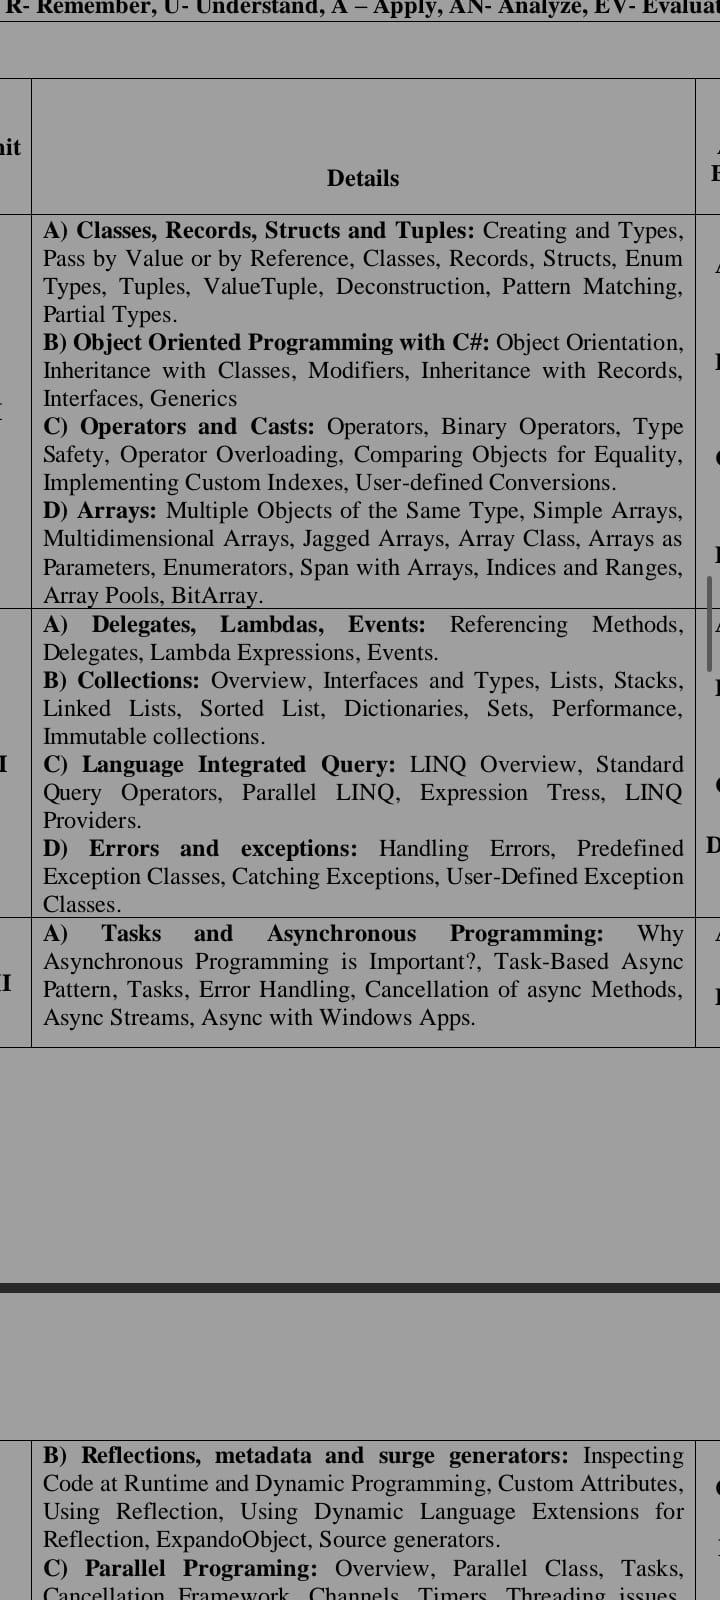 R- Remember, U- Understand, A – Apply, AN- Analyze, EV- Evaluat
nit
Details
A) Classes, Records, Structs and Tuples: Creating and Types,
Pass by Value or by Reference, Classes, Records, Structs, Enum
Types, Tuples, ValueTuple, Deconstruction, Pattern Matching,
Partial Types.
B) Object Oriented Programming with C#: Object Orientation,
Inheritance with Classes, Modifiers, Inheritance with Records,
Interfaces, Generics
C) Operators and Casts: Operators, Binary Operators, Type
Safety, Operator Overloading, Comparing Objects for Equality,
Implementing Custom Indexes, User-defined Conversions.
D) Arrays: Multiple Objects of the Same Type, Simple Arrays,
Multidimensional Arrays, Jagged Arrays, Array Class, Arrays as
Parameters, Enumerators, Span with Arrays, Indices and Ranges,
Array Pools, BitArray.
A) Delegates, Lambdas, Events: Referencing Methods,
Delegates, Lambda Expressions, Events.
B) Collections: Overview, Interfaces and Types, Lists, Stacks,
Linked Lists, Sorted List, Dictionaries, Sets, Performance,
Immutable collections.
I
C) Language Integrated Query: LINQ Overview, Standard
Query Operators, Parallel LINQ, Expression Tress, LINQ
Providers.
D) Errors and exceptions: Handling Errors, Predefined
D
Exception Classes, Catching Exceptions, User-Defined Exception
Classes.
A) Tasks and Asynchronous Programming: Why
Asynchronous Programming is Important?, Task-Based Async
II
Pattern, Tasks, Error Handling, Cancellation of async Methods,
Async Streams, Async with Windows Apps.
B) Reflections, metadata and surge generators: Inspecting
Code at Runtime and Dynamic Programming, Custom Attributes,
Using Reflection, Using Dynamic Language Extensions for
Reflection, ExpandoObject, Source generators.
C) Parallel Programing: Overview, Parallel Class, Tasks,
Cancellation Framework, Channels, Timers, Threading issues,